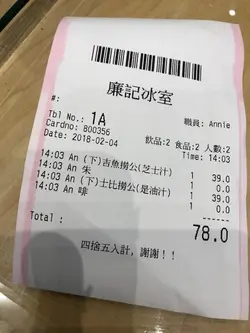 廉記冰室
#:
Tbl No.: 1A 職員: Annie
Cardno: 800356 飲品:2 食品:2 人數:2
Date: 2018-02-04 Time: 14:03
14:03 An (下)吉魚撈公(芝士汁) 1 39.0
14:03 An 朱 1 0.0
14:03 An (下)士比撈公(是油汁) 1 39.0
14:03 An 啡 1 0.0
Total : 78.0
四捨五入計, 謝謝!!